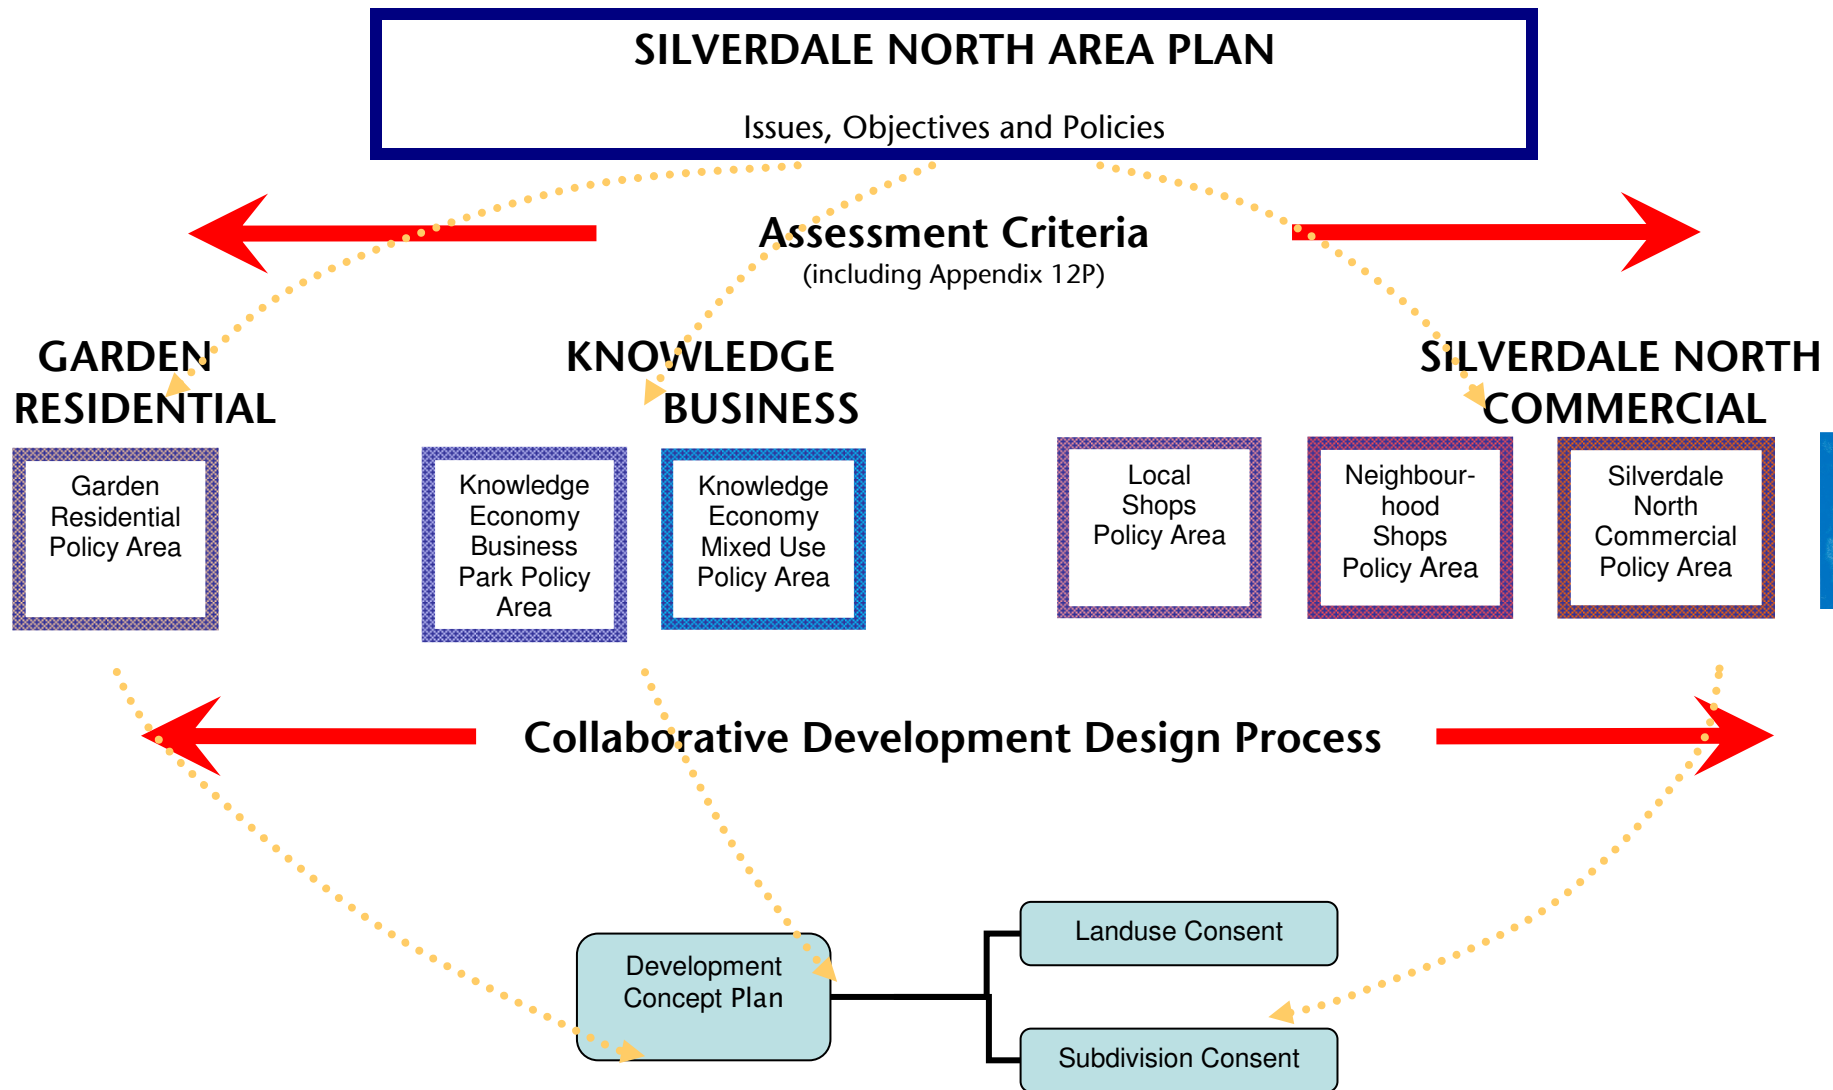 SILVERDALE NORTH AREA PLAN
Issues, Objectives and Policies
Assessment Criteria
(including Appendix 12P)
GARDEN
RESIDENTIAL
KNOWLEDGE
BUSINESS
SILVERDALE NORTH
COMMERCIAL
Garden
Residential
Policy Area
Knowledge
Economy
Business
Park Policy
Area
Knowledge
Economy
Mixed Use
Policy Area
Local
Shops
Policy Area
Neighbour-
hood
Shops
Policy Area
Silverdale
North
Commercial
Policy Area
Collaborative Development Design Process
Development
Concept Plan
Landuse Consent
Subdivision Consent